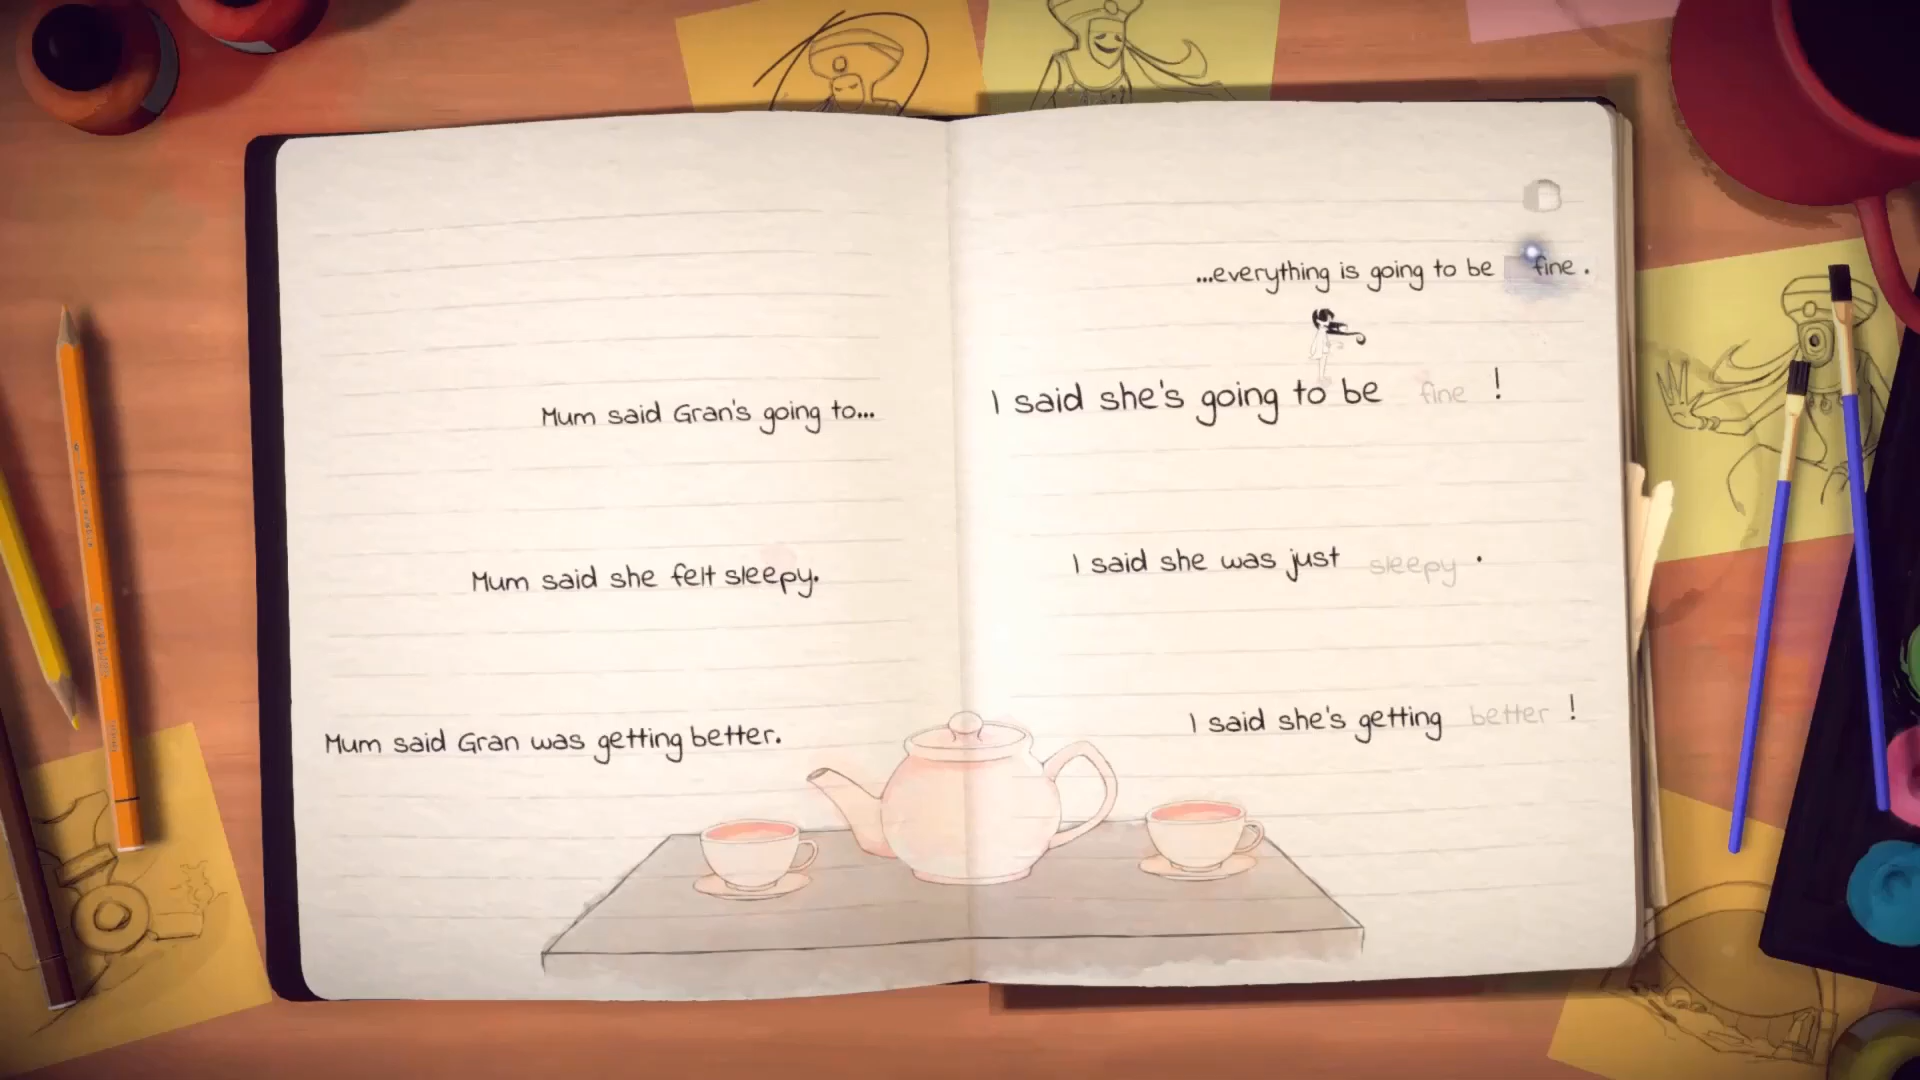 Mum said Gran's going to...
Mum said she felt sleepy.
Mum said Gran was getting better.
...everything is going to be fine.
I said she's going to be fine!
I said she was just sleepy.
I said she's getting better!